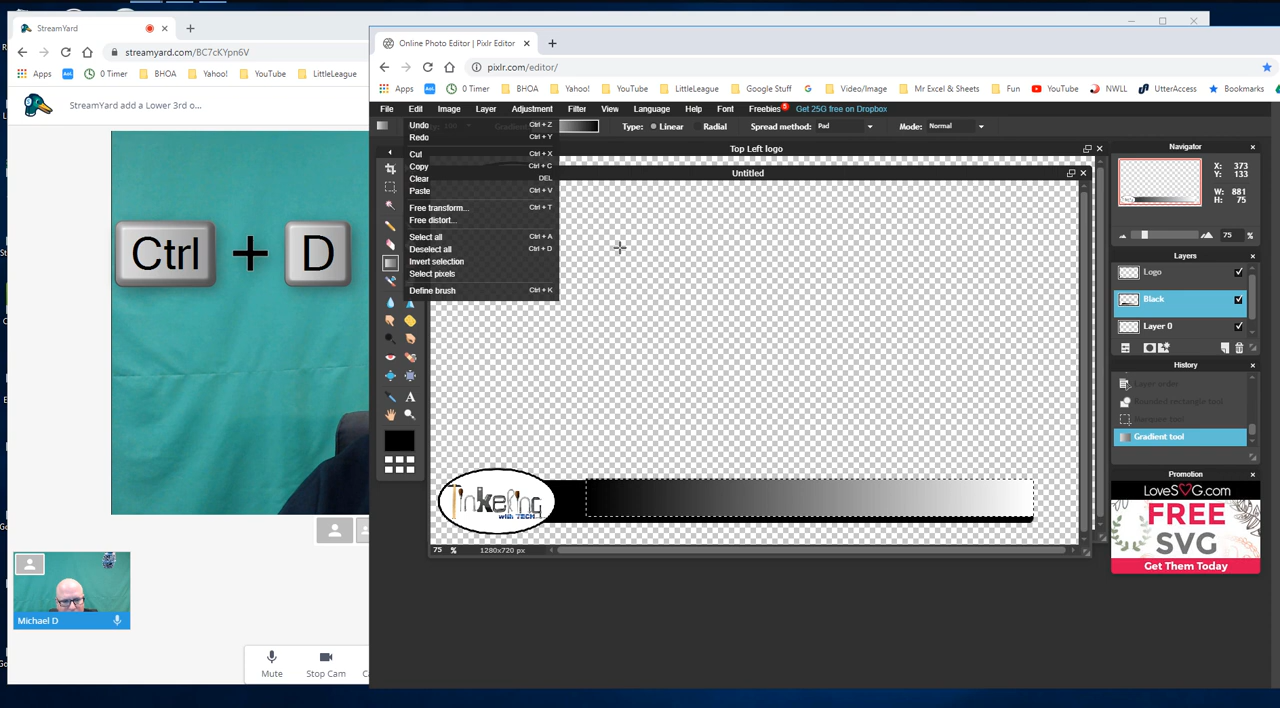 StreamYard
streamyard.com/BC7cKYpn6V
Apps
0 Timer
BHOA
Yahoo!
YouTube
LittleLeague
StreamYard add a Lower 3rd o...
Ctrl + D
Michael D
Mute
Stop Cam
Online Photo Editor | Pixlr Editor
pixlr.com/editor/
Apps
Aol.
0 Timer
BHOA
Yahoo!
YouTube
LittleLeague
Google Stuff
Video/Image
Mr Excel & Sheets
Fun
YouTube
NWLL
UtterAccess
Bookmarks
File Edit Image Layer Adjustment Filter View Language Help Font Freebies Get 25G free on Dropbox
Type: Linear Radial Spread method: Pad Mode: Normal
Undo Ctrl + Z
Redo Ctrl + Y
Cut Ctrl + X
Copy Ctrl + C
Clear DEL
Paste Ctrl + V
Free transform... Ctrl + T
Free distort...
Select all Ctrl + A
Deselect all Ctrl + D
Invert selection
Select pixels
Define brush Ctrl + K
Top Left logo
Untitled
Tinkering
with TECH
75 % 1280x720 px
Navigator
X: 373
Y: 133
W: 881
H: 75
75 %
Layers
Logo
Black
Layer 0
History
Layer order
Rounded rectangle tool
Marquee tool
Gradient tool
Promotion
LoveSVG.com
FREE
SVG
Get Them Today